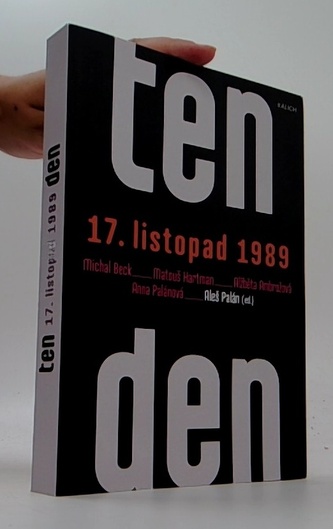 ten
KALICH
17. listopad 1989
Michal Beck Matouš Hartman Alžběta Ambrožová
Anna Palánová Aleš Palán (ed.)
den
ten 17. listopad 1989 den